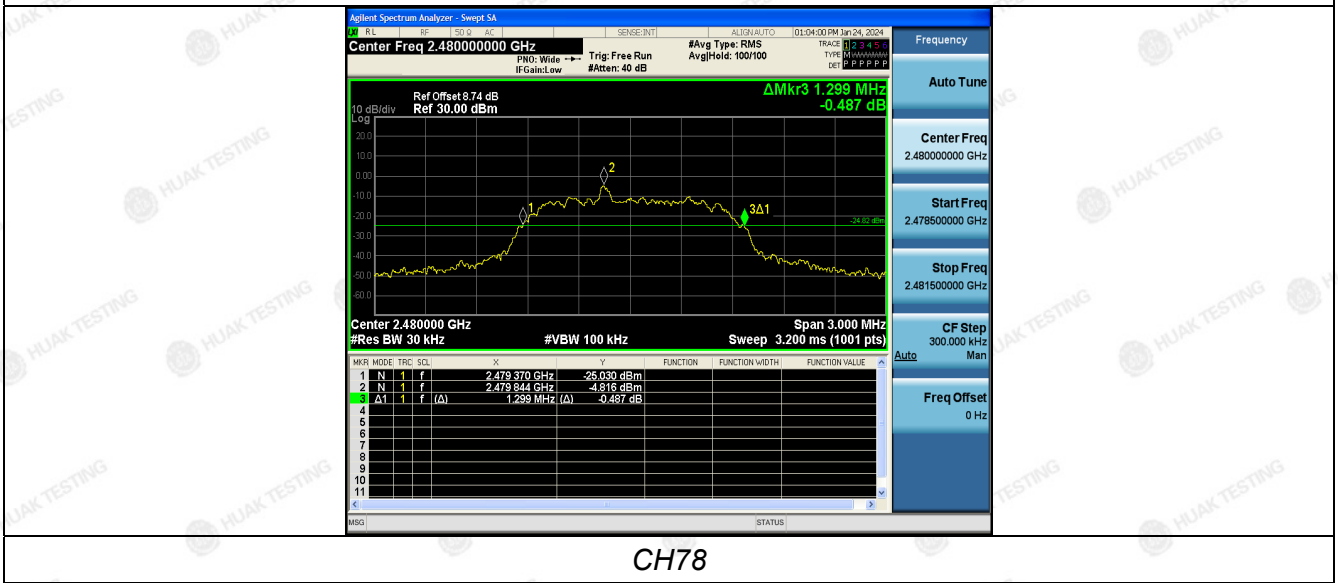 Agilent Spectrum Analyzer - Swept SA
RL RF 50 Ω AC SENSE:INT ALIGN AUTO 01:04:00 PM Jan 24, 2024
Center Freq 2.480000000 GHz
PNO: Wide
IFGain:Low
Trig: Free Run
#Atten: 40 dB
#Avg Type: RMS
Avg|Hold: 100/100
TRACE 1 2 3 4 5 6
TYPE M
DET P P P P P P
ΔMkr3 1.299 MHz
-0.487 dB
Ref Offset 8.74 dB
10 dB/div Ref 30.00 dBm
Log
20.0
10.0
0.00
-10.0
-20.0
-30.0
-40.0
-50.0
-60.0
1
2
3Δ1
-24.82 dBm
Center 2.480000 GHz Span 3.000 MHz
#Res BW 30 kHz #VBW 100 kHz Sweep 3.200 ms (1001 pts)
MKR MODE TRC SCL X Y FUNCTION FUNCTION WIDTH FUNCTION VALUE
1 N 1 f 2.479 370 GHz -25.030 dBm
2 N 1 f 2.479 844 GHz -4.816 dBm
3 Δ1 1 f (Δ) 1.299 MHz (Δ) -0.487 dB
4
5
6
7
8
9
10
11
MSG STATUS
Frequency
Auto Tune
Center Freq
2.480000000 GHz
Start Freq
2.478500000 GHz
Stop Freq
2.481500000 GHz
CF Step
300.000 kHz
Auto Man
Freq Offset
0 Hz
CH78
HUAK TESTING